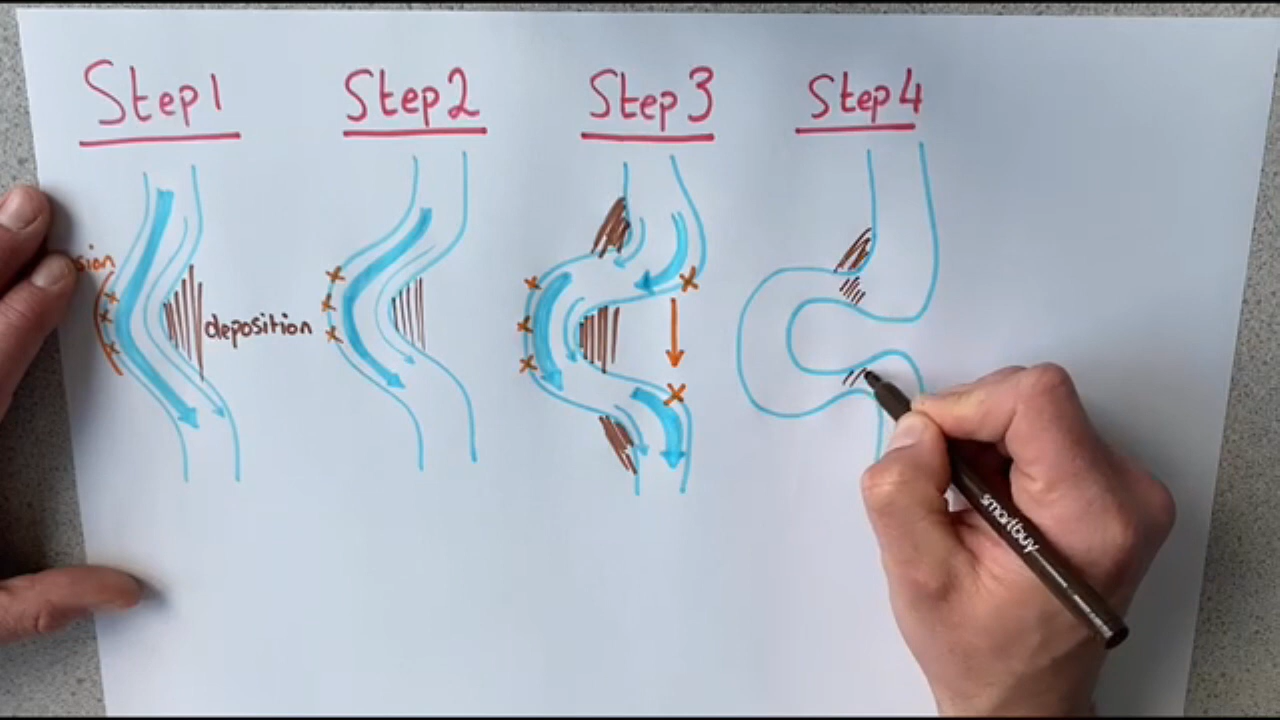 Step 1
Step 2
Step 3
Step 4
deposition
smartbuy